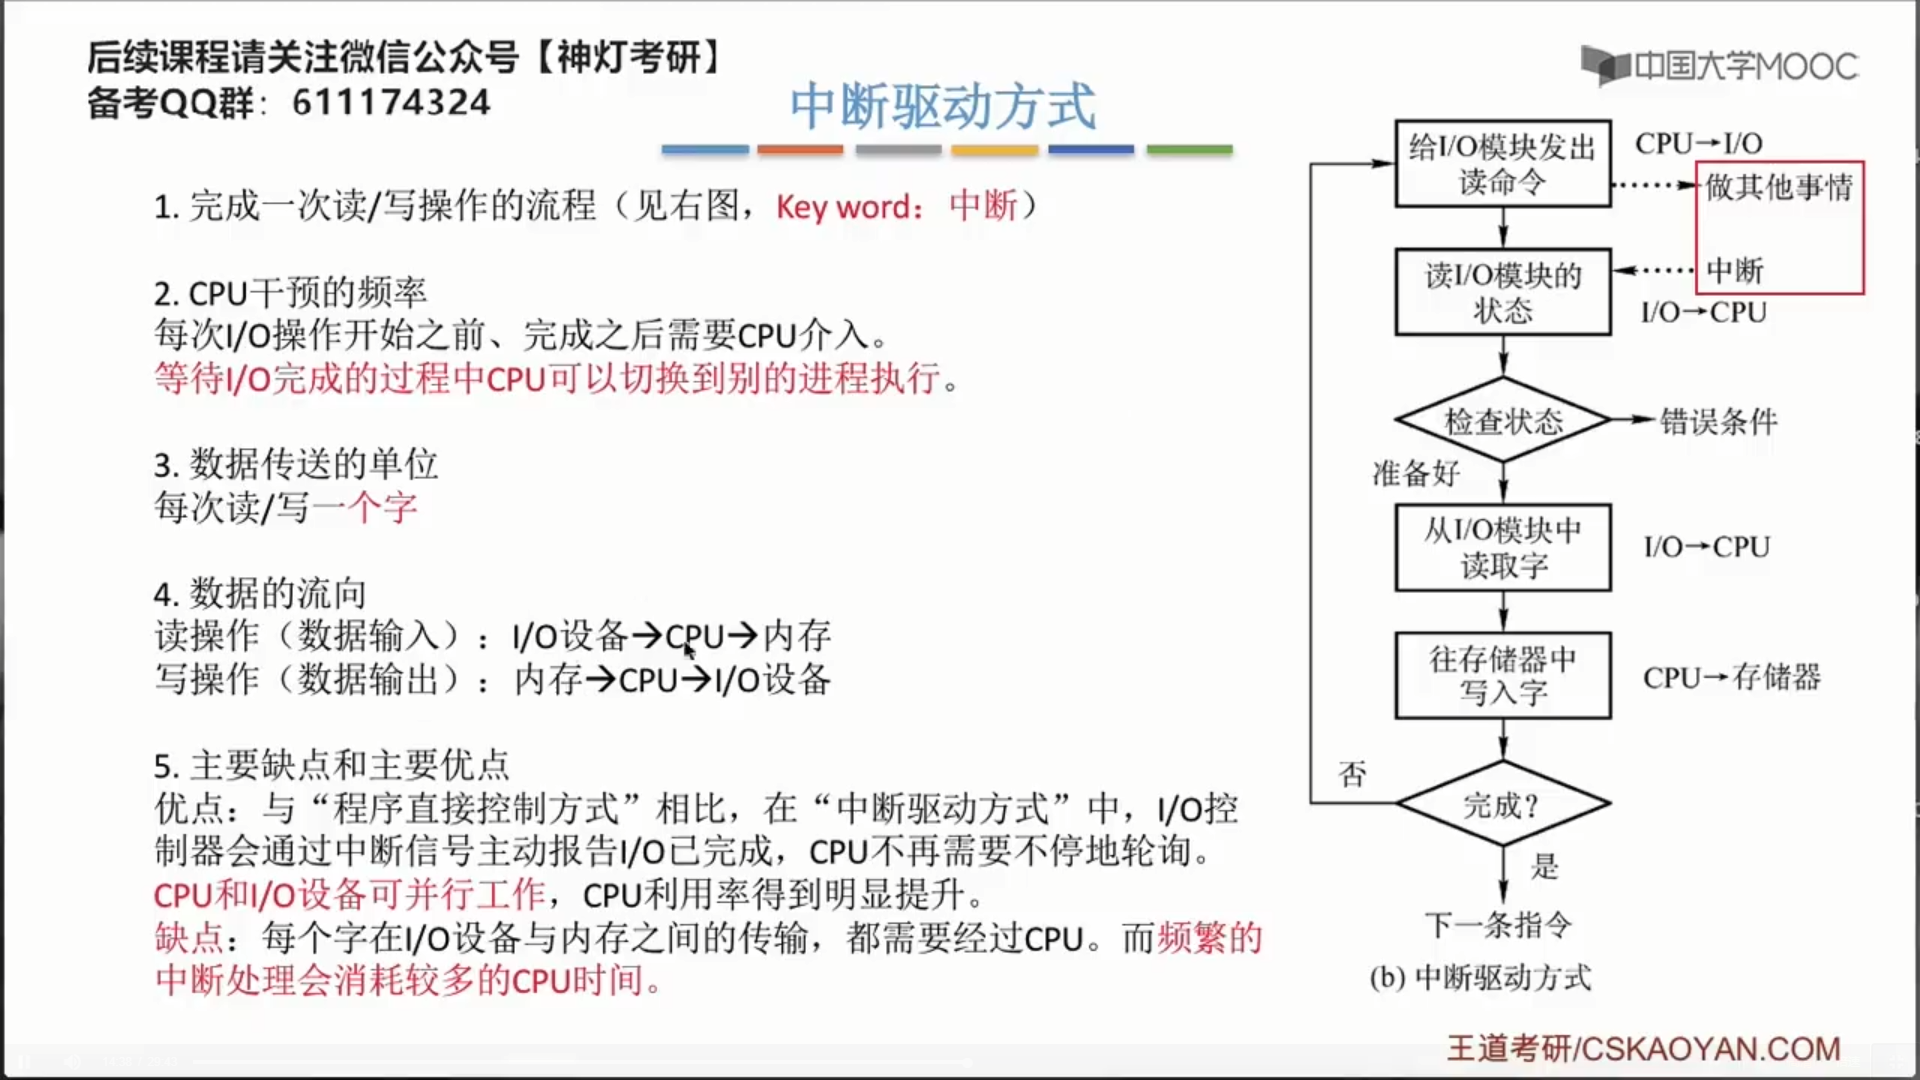 后续课程请关注微信公众号【神灯考研】
备考QQ群：611174324
中国大学MOOC
中断驱动方式
1. 完成一次读/写操作的流程（见右图，Key word：中断）
2. CPU干预的频率
每次I/O操作开始之前、完成之后需要CPU介入。
等待I/O完成的过程中CPU可以切换到别的进程执行。
3. 数据传送的单位
每次读/写一个字
4. 数据的流向
读操作（数据输入）：I/O设备→CPU→内存
写操作（数据输出）：内存→CPU→I/O设备
5. 主要缺点和主要优点
优点：与“程序直接控制方式”相比，在“中断驱动方式”中，I/O控
制器会通过中断信号主动报告I/O已完成，CPU不再需要不停地轮询。
CPU和I/O设备可并行工作，CPU利用率得到明显提升。
缺点：每个字在I/O设备与内存之间的传输，都需要经过CPU。而频繁的
中断处理会消耗较多的CPU时间。
给I/O模块发出
读命令
CPU→I/O
做其他事情
读I/O模块的
状态
中断
I/O→CPU
检查状态
错误条件
准备好
从I/O模块中
读取字
I/O→CPU
往存储器中
写入字
CPU→存储器
否
完成？
是
下一条指令
(b) 中断驱动方式
王道考研/CSKAOYAN.COM